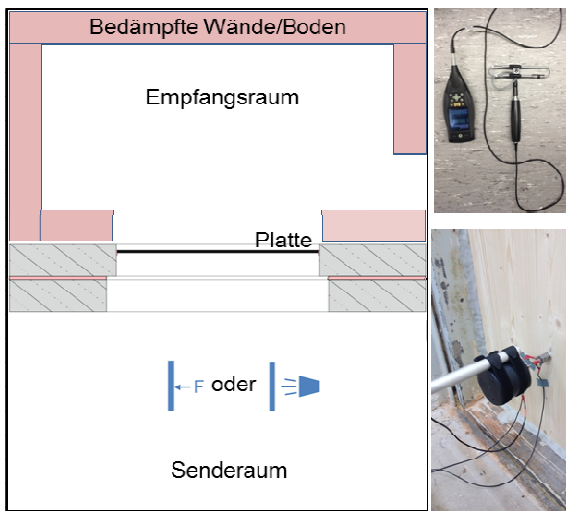 Bedämpfte Wände/Boden
Empfangsraum
Platte
F oder
Senderaum